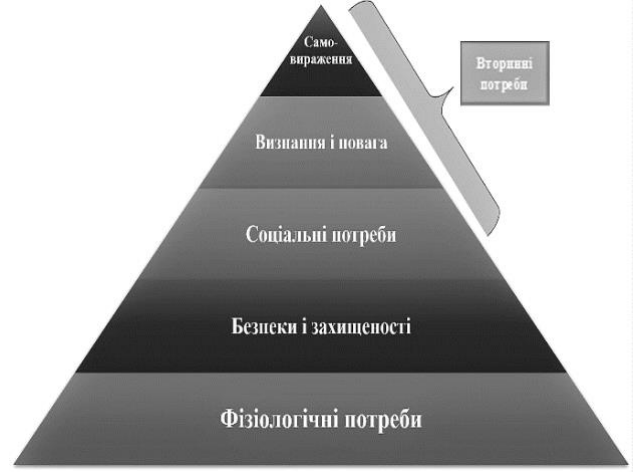 Само-
вираження
Вторинні
потреби
Визнання і повага
Соціальні потреби
Безпеки і захищеності
Фізіологічні потреби